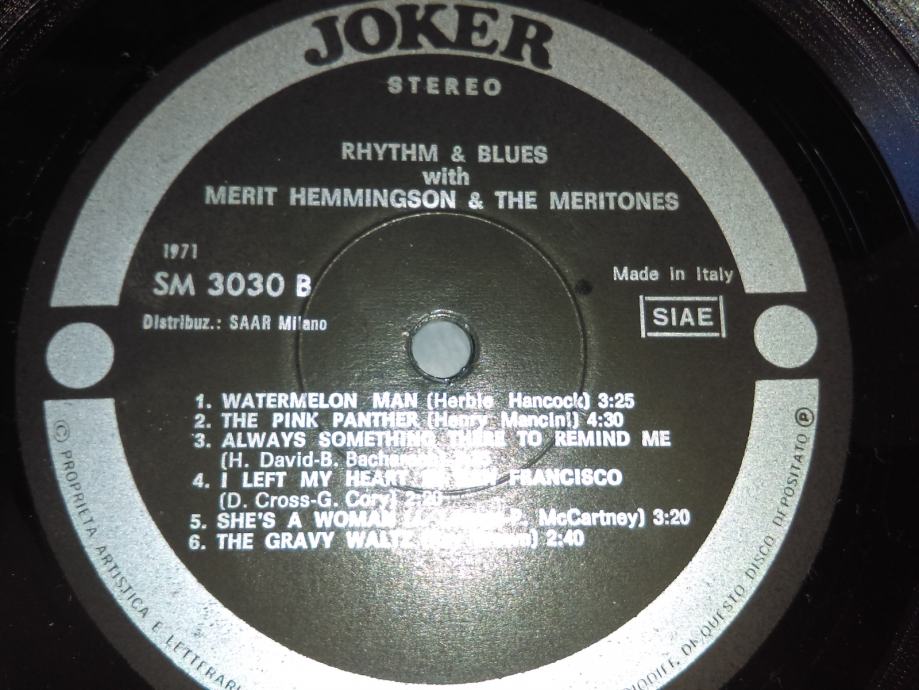 JOKER
STEREO
RHYTHM & BLUES
with
MERIT HEMMINGSON & THE MERITONES
1971
SM 3030 B
Made in Italy
Distribuz.: SAAR Milano
SIAE
1. WATERMELON MAN (Herbie Hancock) 3:25
2. THE PINK PANTHER (Henry Mancini) 4:30
3. ALWAYS SOMETHING THERE TO REMIND ME
(H. David-B.
4. I LEFT MY HEART IN SAN FRANCISCO
(D. Cross-G. Cory) 2:20
5. SHE'S A WOMAN McCartney) 3:20
6. THE GRAVY WALTZ 2:40
© PROPRIETA ARTISTICA E
DI QUESTO DISCO DEPOSITATO ℗